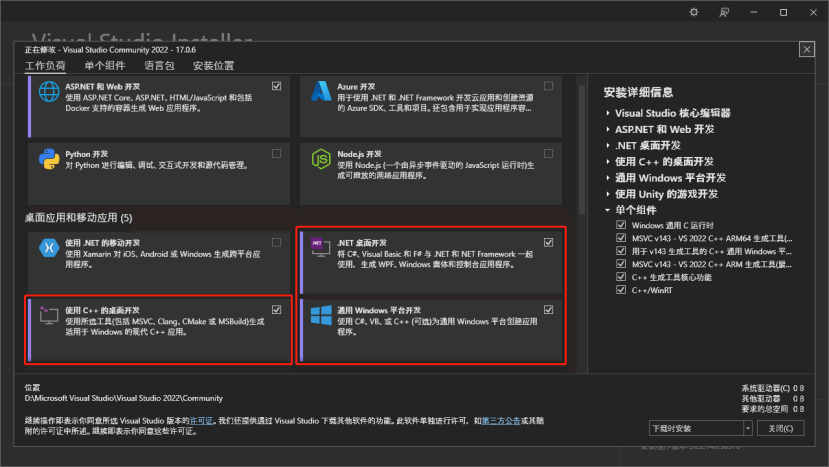 Visual Studio Installer
正在修改 - Visual Studio Community 2022 - 17.0.6
工作负荷 单个组件 语言包 安装位置
ASP.NET 和 Web 开发
使用 ASP.NET Core、ASP.NET、HTML/JavaScript 和包括
Docker 支持的容器生成 Web 应用程序。
Azure 开发
用于使用 .NET 和 .NET Framework 开发云应用和创建资源
的 Azure SDK、工具和项目。还包含用于实现应用程序容...
Python 开发
对 Python 进行编辑、调试、交互式开发和源代码管理。
Node.js 开发
使用 Node.js (一个由异步事件驱动的 JavaScript 运行时)生
成可缩放的网络应用程序。
桌面应用和移动应用 (5)
使用 .NET 的移动开发
使用 Xamarin 对 iOS、Android 或 Windows 生成跨平台应
用程序。
.NET
.NET 桌面开发
将 C#、Visual Basic 和 F# 与 .NET 和 .NET Framework 一起
使用，生成 WPF、Windows 窗体和控制台应用程序。
使用 C++ 的桌面开发
使用所选工具(包括 MSVC、Clang、CMake 或 MSBuild)生成
适用于 Windows 的现代 C++ 应用。
通用 Windows 平台开发
使用 C#、VB、或 C++ (可选)为通用 Windows 平台创建应用
程序。
安装详细信息
Visual Studio 核心编辑器
ASP.NET 和 Web 开发
.NET 桌面开发
使用 C++ 的桌面开发
通用 Windows 平台开发
使用 Unity 的游戏开发
单个组件
Windows 通用 C 运行时
MSVC v143 - VS 2022 C++ ARM64 生成工具(...
用于 v143 生成工具的 C++ 通用 Windows 平...
MSVC v143 - VS 2022 C++ ARM 生成工具(最...
C++ 生成工具核心功能
C++/WinRT
位置
D:\Microsoft Visual Studio\Visual Studio 2022\Community
继续操作即表示你同意所选 Visual Studio 版本的许可证。我们还提供通过 Visual Studio 下载其他软件的功能。此软件单独进行许可，如第三方公告或其随
附的许可证中所述。继续即表示你同意这些许可证。
系统驱动器(C) 0 B
其他驱动器 0 B
要求的总空间 0 B
下载时安装
关闭(C)